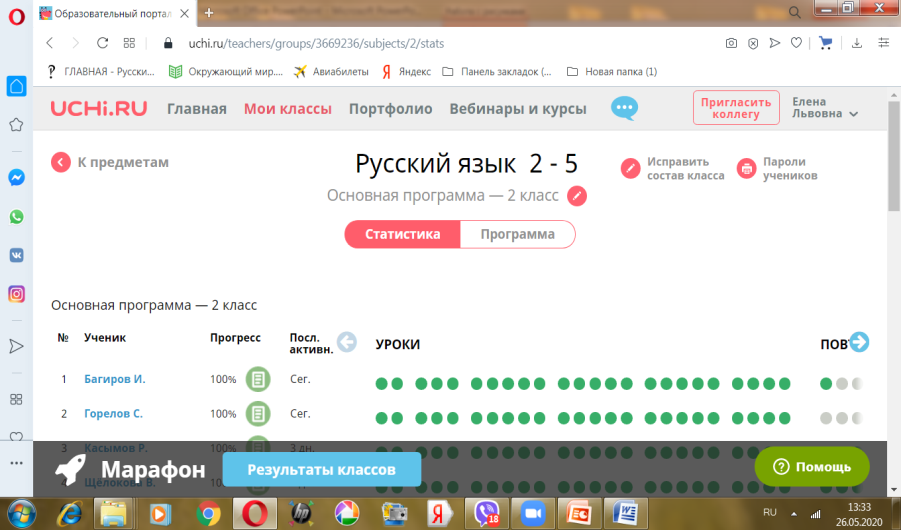 Образовательный портал
uchi.ru/teachers/groups/3669236/subjects/2/stats
ГЛАВНАЯ - Русски...
Окружающий мир....
Авиабилеты
Яндекс
Панель закладок (...
Новая папка (1)
UCHi.RU
Главная
Мои классы
Портфолио
Вебинары и курсы
Пригласить
коллегу
Елена
Львовна
К предметам
Русский язык 2 - 5
Исправить
состав класса
Пароли
учеников
Основная программа — 2 класс
Статистика
Программа
Основная программа — 2 класс
№
Ученик
Прогресс
Посл.
активн.
УРОКИ
ПОВТ
1 Багиров И. 100% Сег.
2 Горелов С. 100% Сег.
3 Касымов Р. 100% 3 дн.
4 Щёлокова В.
Марафон
Результаты классов
Помощь
18
RU
13:33
26.05.2020